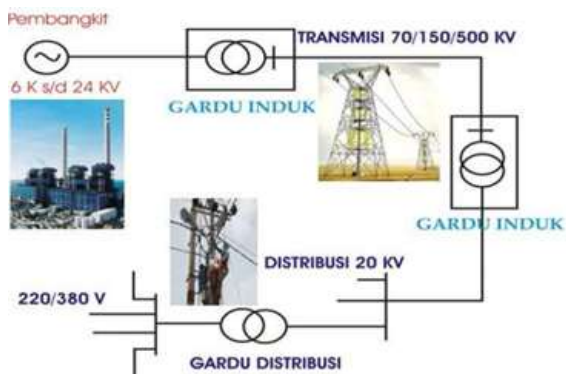 Pembangkit
6 K s/d 24 KV
TRANSMISI 70/150/500 KV
GARDU INDUK
GARDU INDUK
DISTRIBUSI 20 KV
220/380 V
GARDU DISTRIBUSI